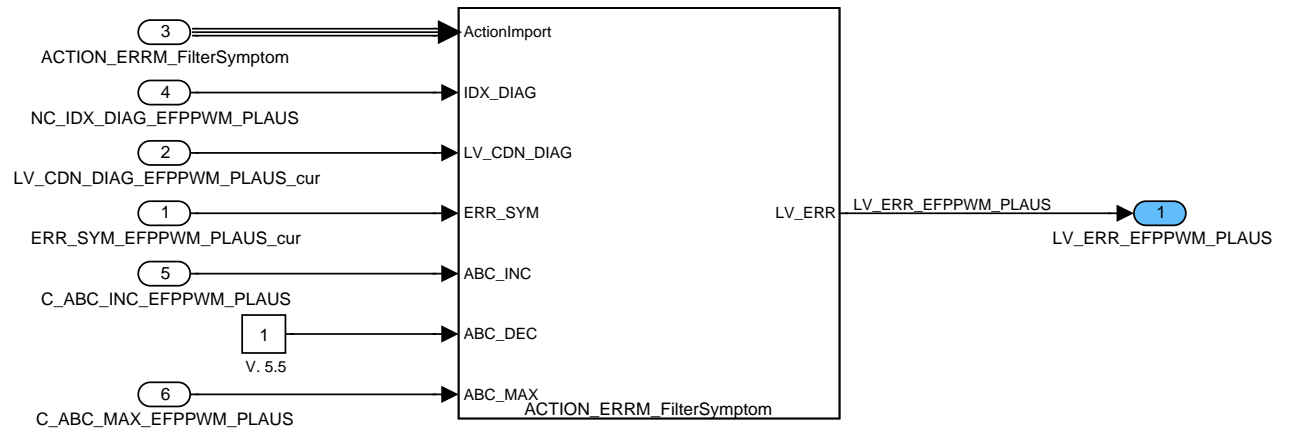 3
ActionImport
ACTION_ERRM_FilterSymptom
4
IDX_DIAG
NC_IDX_DIAG_EFPPWM_PLAUS
2
LV_CDN_DIAG
LV_CDN_DIAG_EFPPWM_PLAUS_cur
1
ERR_SYM
LV_ERR
LV_ERR_EFPPWM_PLAUS
1
ERR_SYM_EFPPWM_PLAUS_cur
LV_ERR_EFPPWM_PLAUS
5
ABC_INC
C_ABC_INC_EFPPWM_PLAUS
1
ABC_DEC
V. 5.5
6
ABC_MAX
ACTION_ERRM_FilterSymptom
C_ABC_MAX_EFPPWM_PLAUS